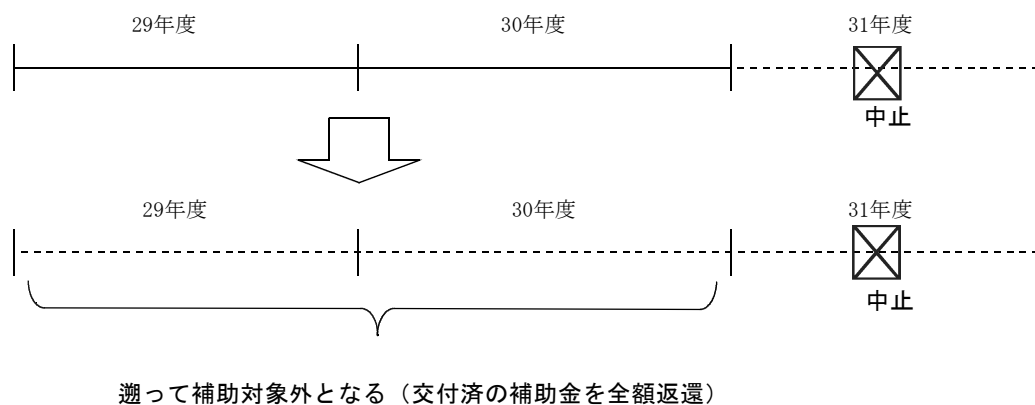 29年度 30年度 31年度
中止
29年度 30年度 31年度
中止
遡って補助対象外となる（交付済の補助金を全額返還）